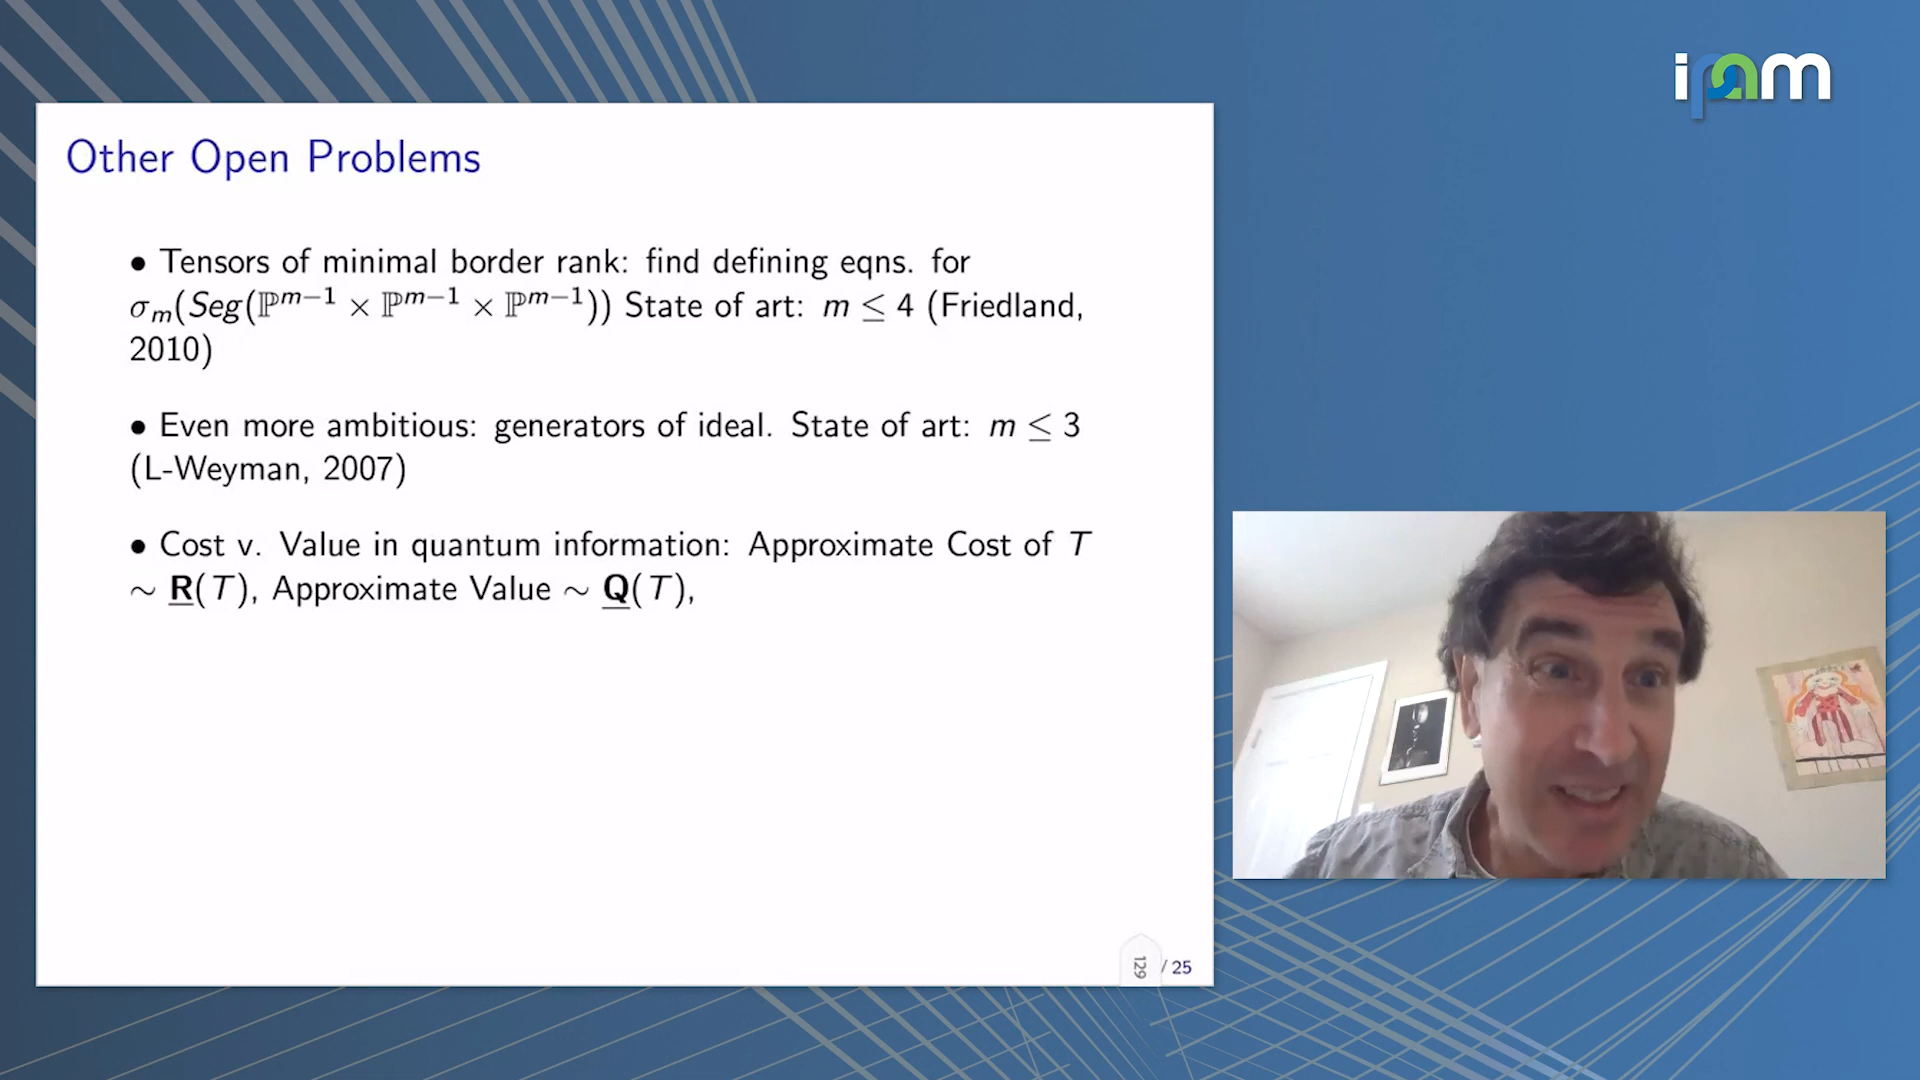 ipam
Other Open Problems
• Tensors of minimal border rank: find defining eqns. for
σₘ(Seg(ℙᵐ⁻¹ × ℙᵐ⁻¹ × ℙᵐ⁻¹)) State of art: m ≤ 4 (Friedland,
2010)
• Even more ambitious: generators of ideal. State of art: m ≤ 3
(L-Weyman, 2007)
• Cost v. Value in quantum information: Approximate Cost of T
∼ R̲(T), Approximate Value ∼ Q̲(T),
129 / 25